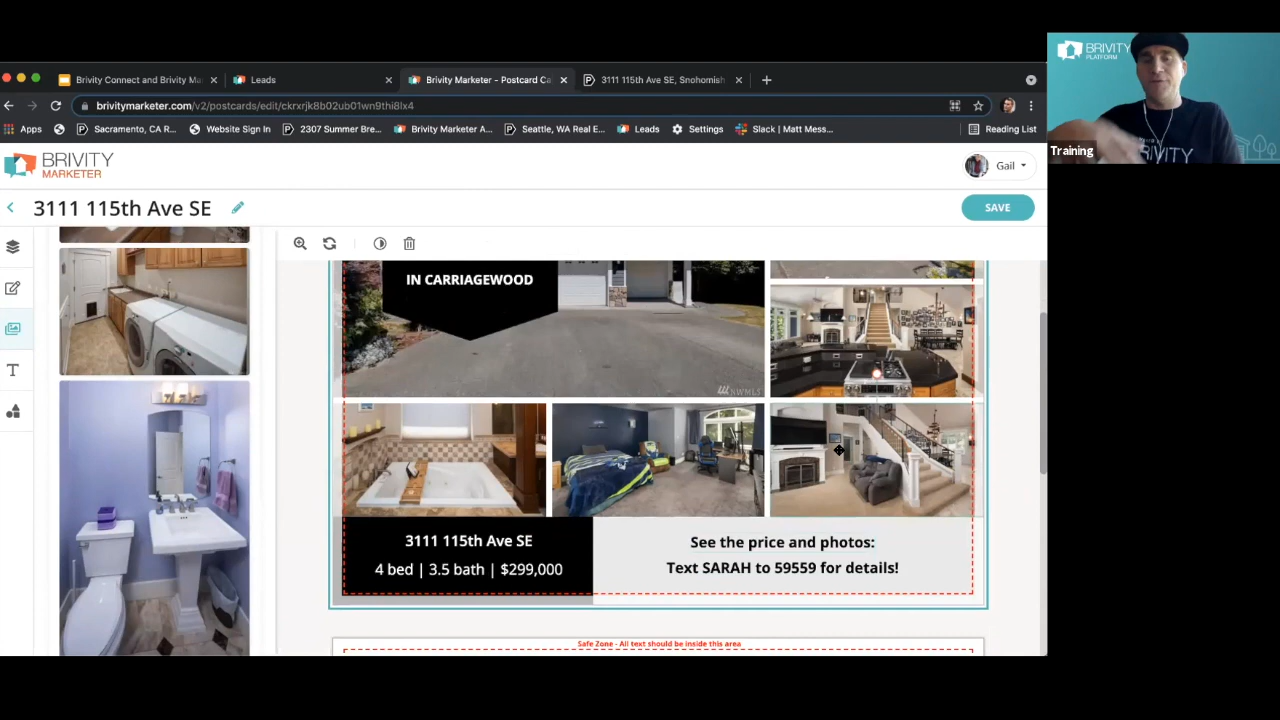 BRIVITY
PLATFORM
Training
BRIVITY
Brivity Connect and Brivity Ma
Leads
Brivity Marketer - Postcard Ca
3111 115th Ave SE, Snohomish
brivitymarketer.com/v2/postcards/edit/ckrxrjk8b02ub01wn9thi8lx4
Apps
Sacramento, CA R...
Website Sign In
2307 Summer Bre...
Brivity Marketer A...
Seattle, WA Real E...
Leads
Settings
Slack | Matt Mess...
Reading List
BRIVITY
MARKETER
Gail
3111 115th Ave SE
SAVE
IN CARRIAGEWOOD
NWMLS
3111 115th Ave SE
4 bed | 3.5 bath | $299,000
See the price and photos:
Text SARAH to 59559 for details!
Safe Zone - All text should be inside this area